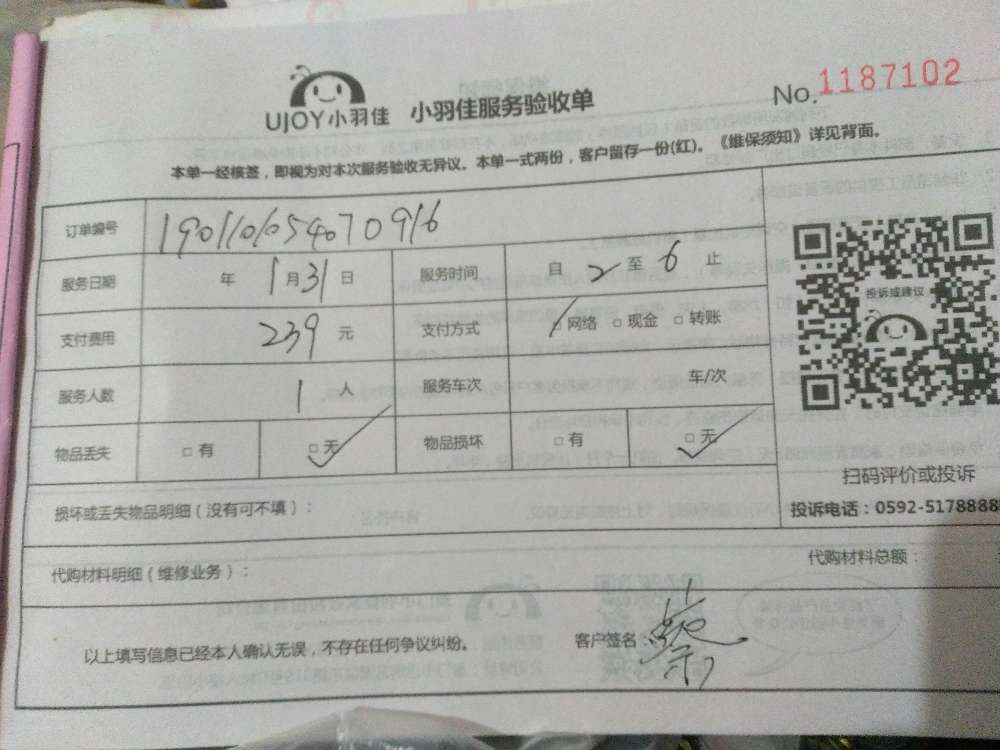 UJOY小羽佳 小羽佳服务验收单 No.1187102
本单一经核签，即视为对本次服务验收无异议。本单一式两份，客户留存一份(红)。《维保须知》详见背面。
订单编号 1901101054070916
服务日期 年 1月31日 服务时间 自 2 至 6 止
投诉或建议
支付费用 239 元 支付方式 □网络 □现金 □转账
服务人数 1 人 服务车次 车/次
物品丢失 □有 □无 物品损坏 □有 □无
扫码评价或投诉
损坏或丢失物品明细（没有可不填）： 投诉电话：0592-5178888
代购材料明细（维修业务）： 代购材料总额：
以上填写信息已经本人确认无误，不存在任何争议纠纷。 客户签名：